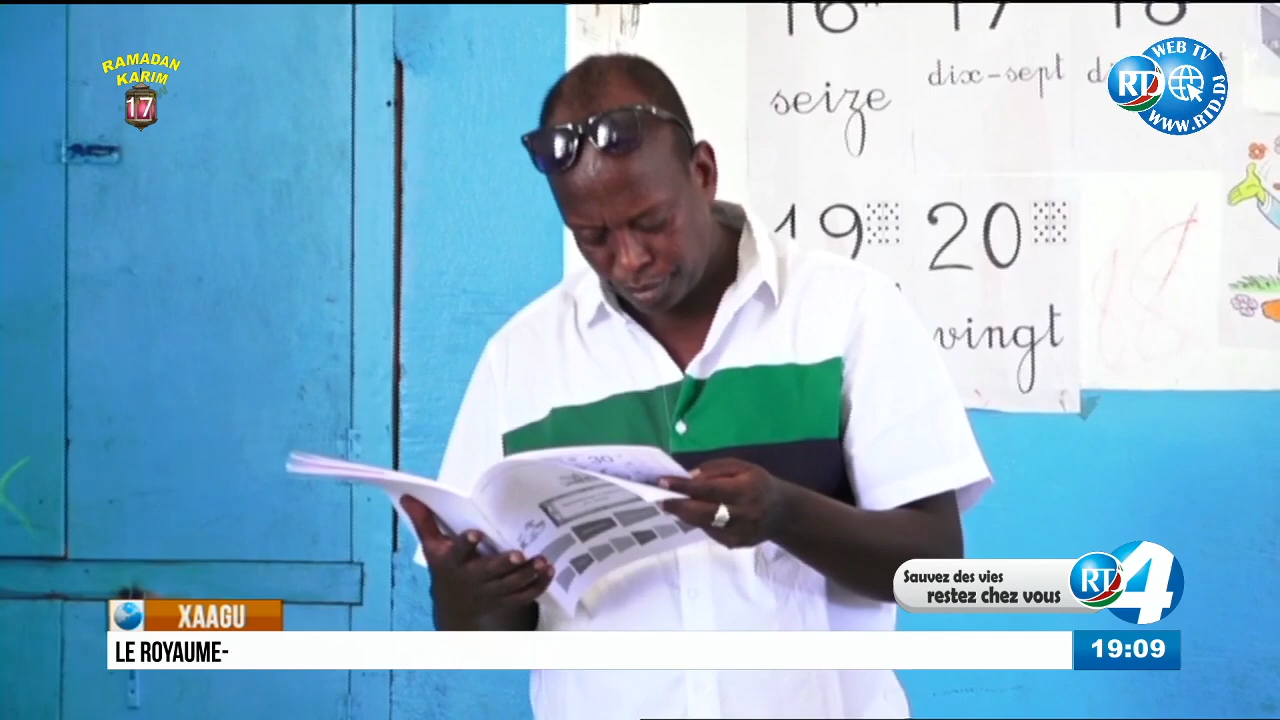 RAMADAN
KARIM
17
16
17
18
seize
dix-sept
WEB TV
RTD
WWW.RTD.DJ
19
20
vingt
30
Sauvez des vies
restez chez vous
RTD
4
XAAGU
LE ROYAUME-
19:09